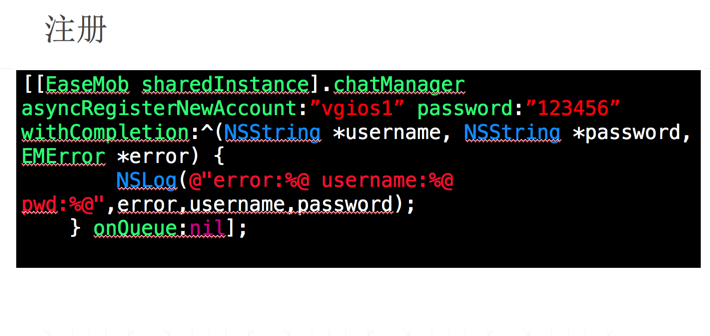 注册
[[EaseMob sharedInstance].chatManager
asyncRegisterNewAccount:”vgios1” password:”123456”
withCompletion:^(NSString *username, NSString *password,
EMError *error) {
NSLog(@"error:%@ username:%@
pwd:%@",error,username,password);
} onQueue:nil];